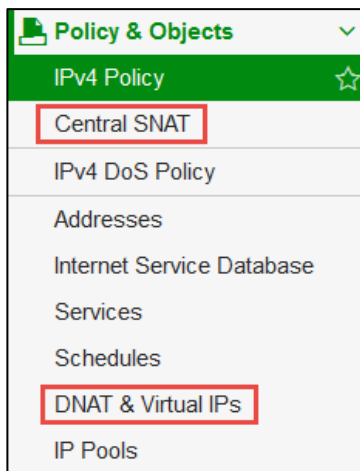 Policy & Objects
IPv4 Policy
Central SNAT
IPv4 DoS Policy
Addresses
Internet Service Database
Services
Schedules
DNAT & Virtual IPs
IP Pools